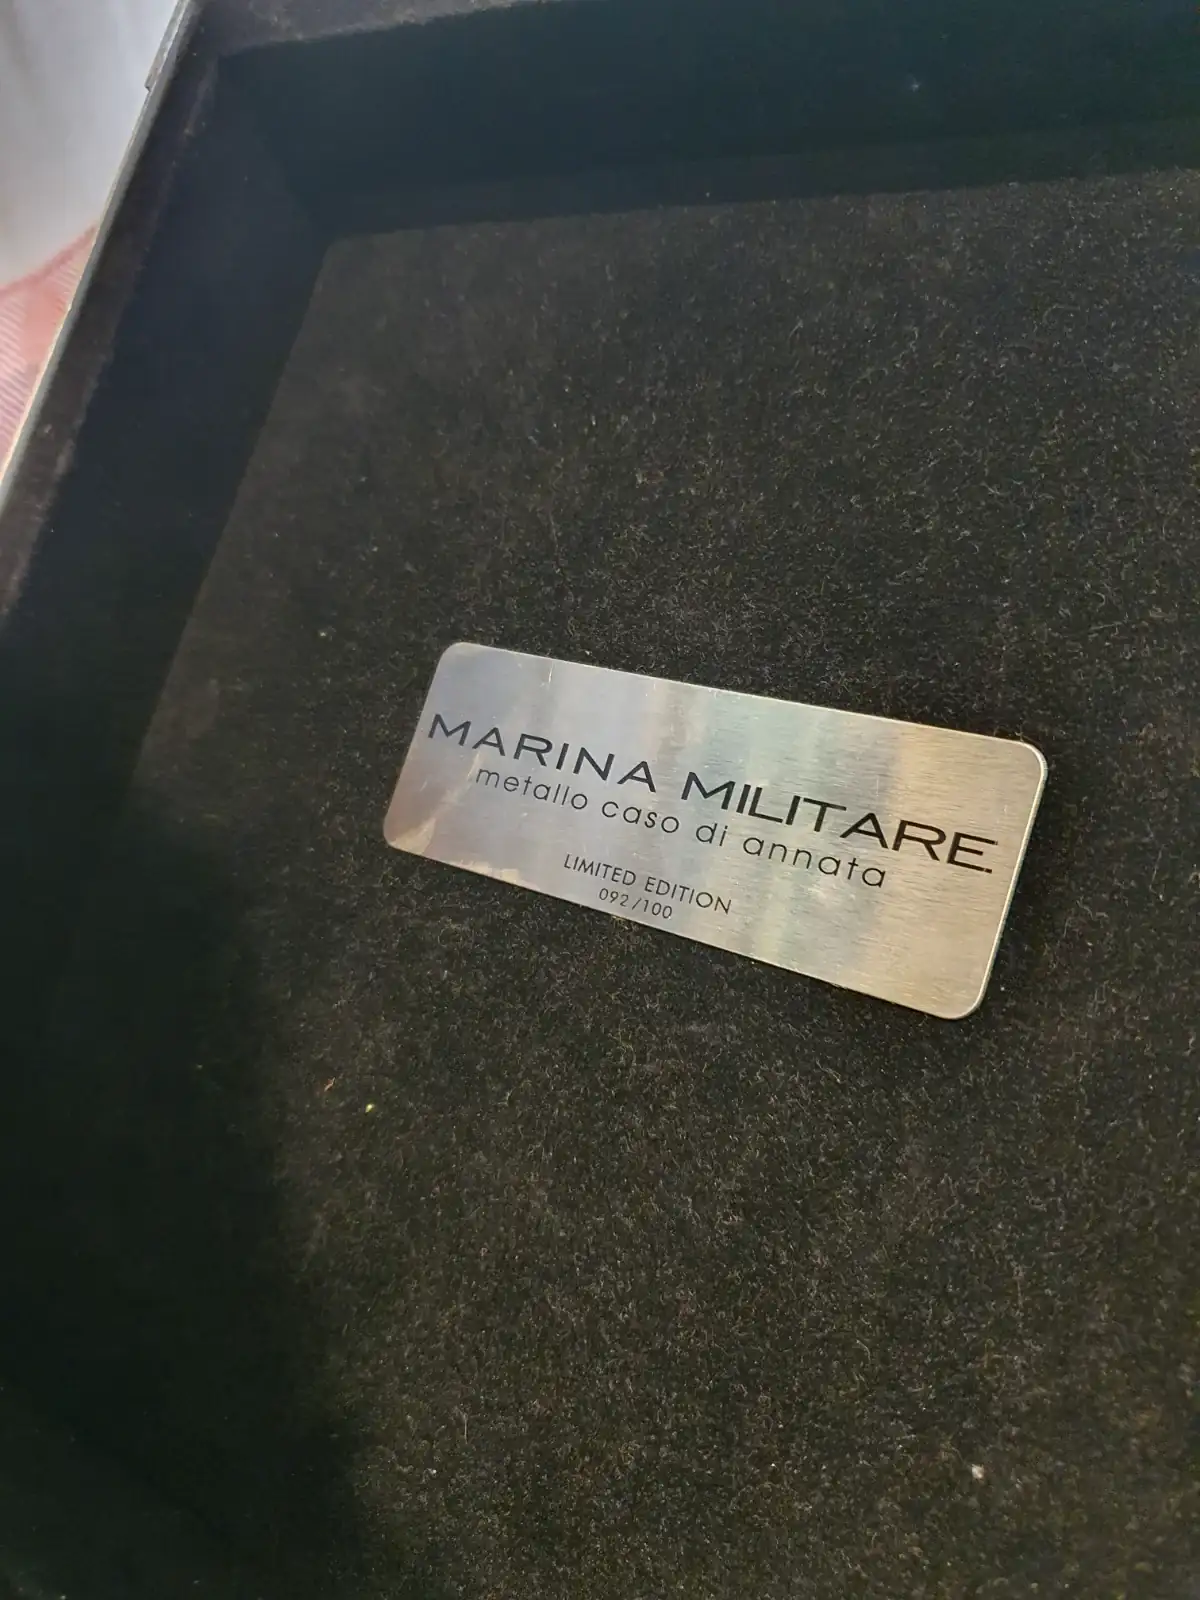 MARINA MILITARE
metallo caso di annata
LIMITED EDITION
092/100